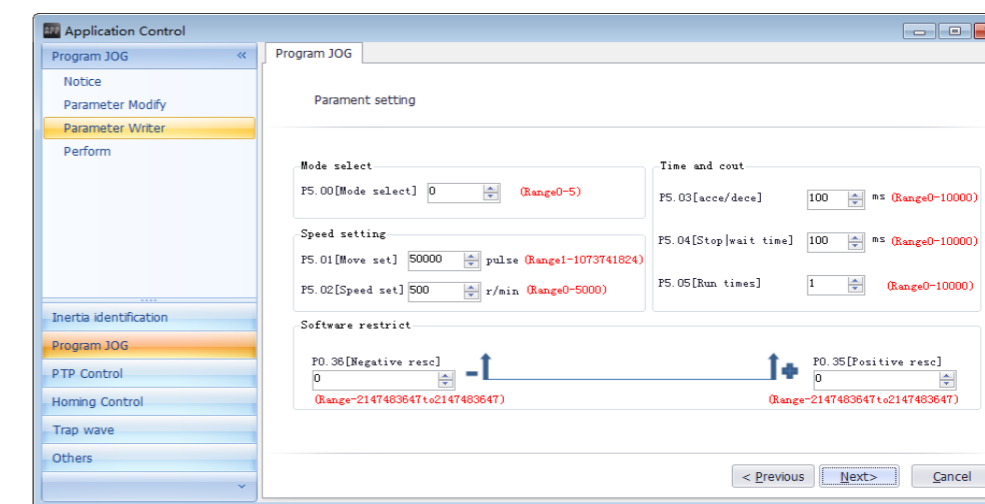 APP Application Control
Program JOG «
Notice
Parameter Modify
Parameter Writer
Perform
Inertia identification
Program JOG
PTP Control
Homing Control
Trap wave
Others
Program JOG
Parament setting
Mode select
P5.00[Mode select] 0 (Range0-5)
Speed setting
P5.01[Move set] 50000 pulse (Range1-1073741824)
P5.02[Speed set] 500 r/min (Range0-5000)
Time and cout
P5.03[acce/dece] 100 ms (Range0-10000)
P5.04[Stop|wait time] 100 ms (Range0-10000)
P5.05[Run times] 1 (Range0-10000)
Software restrict
P0.36[Negative resc]
0
(Range-2147483647to2147483647)
P0.35[Positive resc]
0
(Range-2147483647to2147483647)
< Previous Next> Cancel